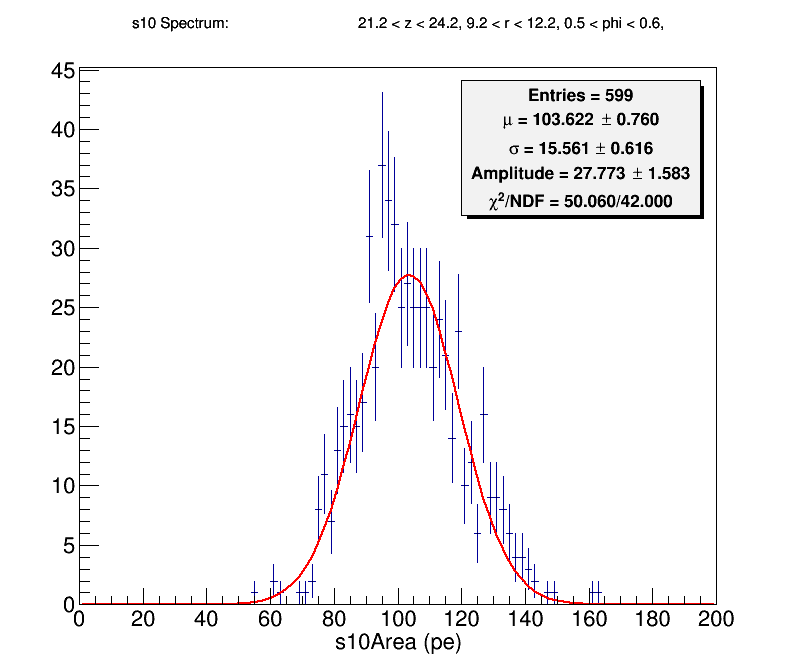 s10 Spectrum: 21.2 < z < 24.2, 9.2 < r < 12.2, 0.5 < phi < 0.6,
Entries = 599
μ = 103.622 ± 0.760
σ = 15.561 ± 0.616
Amplitude = 27.773 ± 1.583
χ²/NDF = 50.060/42.000
45
40
35
30
25
20
15
10
5
0
0 20 40 60 80 100 120 140 160 180 200
s10Area (pe)